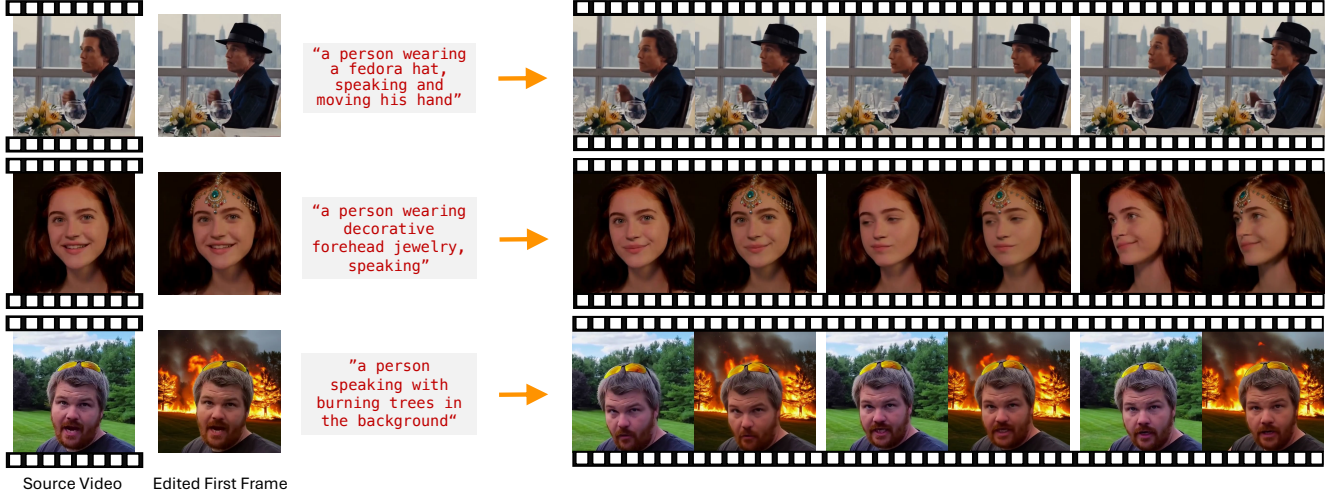 “a person wearing
a fedora hat,
speaking and
moving his hand”
“a person wearing
decorative
forehead jewelry,
speaking”
”a person
speaking with
burning trees in
the background“
Source Video
Edited First Frame